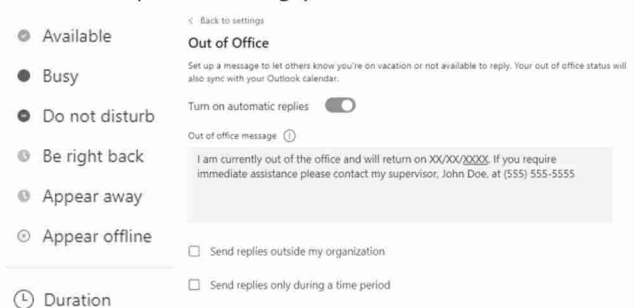 Available
Busy
Do not disturb
Be right back
Appear away
Appear offline
Duration
< Back to settings
Out of Office
Set up a message to let others know you're on vacation or not available to reply. Your out of office status will
also sync with your Outlook calendar.
Turn on automatic replies
Out of office message
I am currently out of the office and will return on XX/XX/XXXX. If you require
immediate assistance please contact my supervisor, John Doe, at (555) 555-5555
Send replies outside my organization
Send replies only during a time period